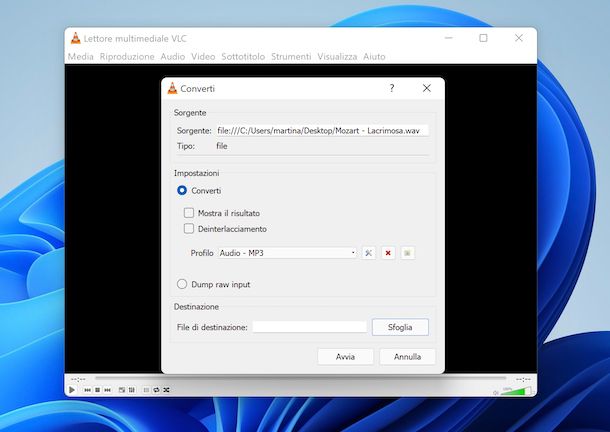 Lettore multimediale VLC
Media Riproduzione Audio Video Sottotitolo Strumenti Visualizza Aiuto
Converti
Sorgente
Sorgente: file:///C:/Users/martina/Desktop/Mozart - Lacrimosa.wav
Tipo: file
Impostazioni
Converti
Mostra il risultato
Deinterlacciamento
Profilo Audio - MP3
Dump raw input
Destinazione
File di destinazione: Sfoglia
Avvia Annulla
--:-- --:--